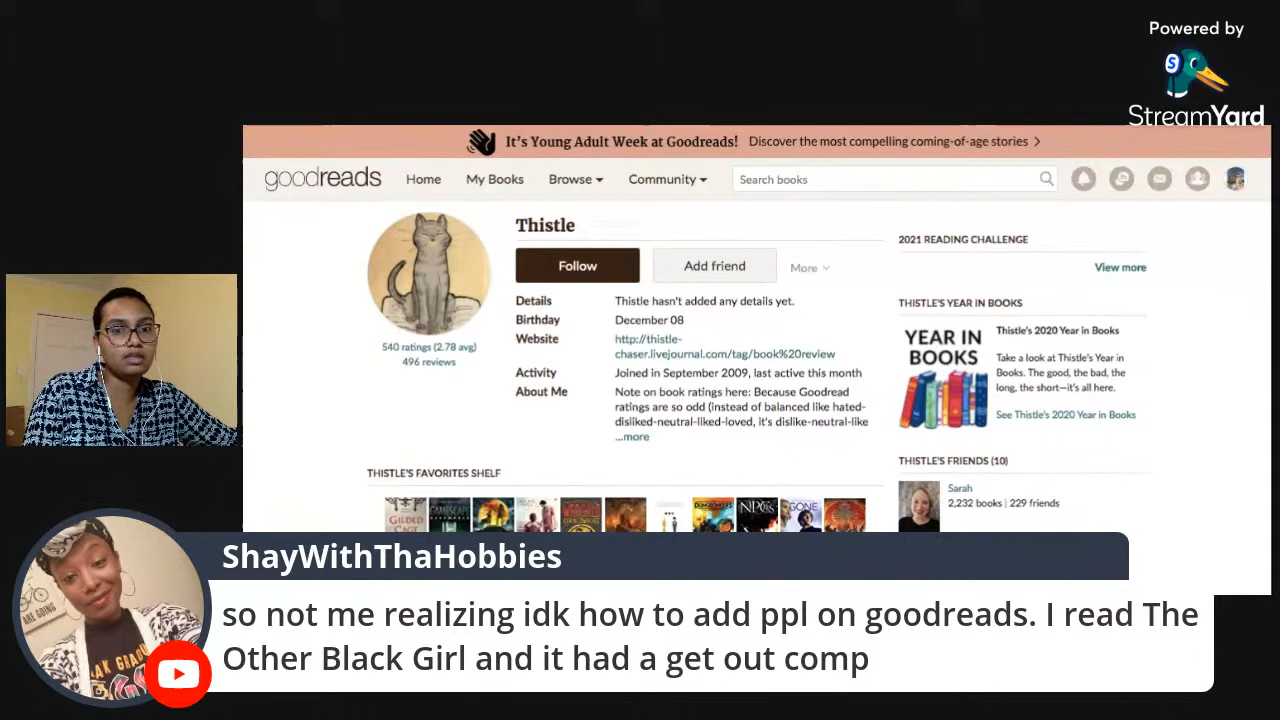 Powered by
S
StreamYard
It's Young Adult Week at Goodreads! Discover the most compelling coming-of-age stories >
goodreads Home My Books Browse Community Search books
Thistle
Follow Add friend More
Details Thistle hasn't added any details yet.
Birthday December 08
Website http://thistle-
chaser.livejournal.com/tag/book%20review
Activity Joined in September 2009, last active this month
About Me Note on book ratings here: Because Goodread
ratings are so odd (instead of balanced like hated-
disliked-neutral-liked-loved, it's dislike-neutral-like
...more
540 ratings (2.78 avg)
496 reviews
THISTLE'S FAVORITES SHELF
GILDED
CAGE
GAMESCAPE
NPCs
GONE
2021 READING CHALLENGE
View more
THISTLE'S YEAR IN BOOKS
YEAR IN
BOOKS
Thistle's 2020 Year in Books
Take a look at Thistle's Year in
Books. The good, the bad, the
long, the short—it's all here.
See Thistle's 2020 Year in Books
THISTLE'S FRIENDS (10)
Sarah
2,232 books | 229 friends
ShayWithThaHobbies
so not me realizing idk how to add ppl on goodreads. I read The
Other Black Girl and it had a get out comp